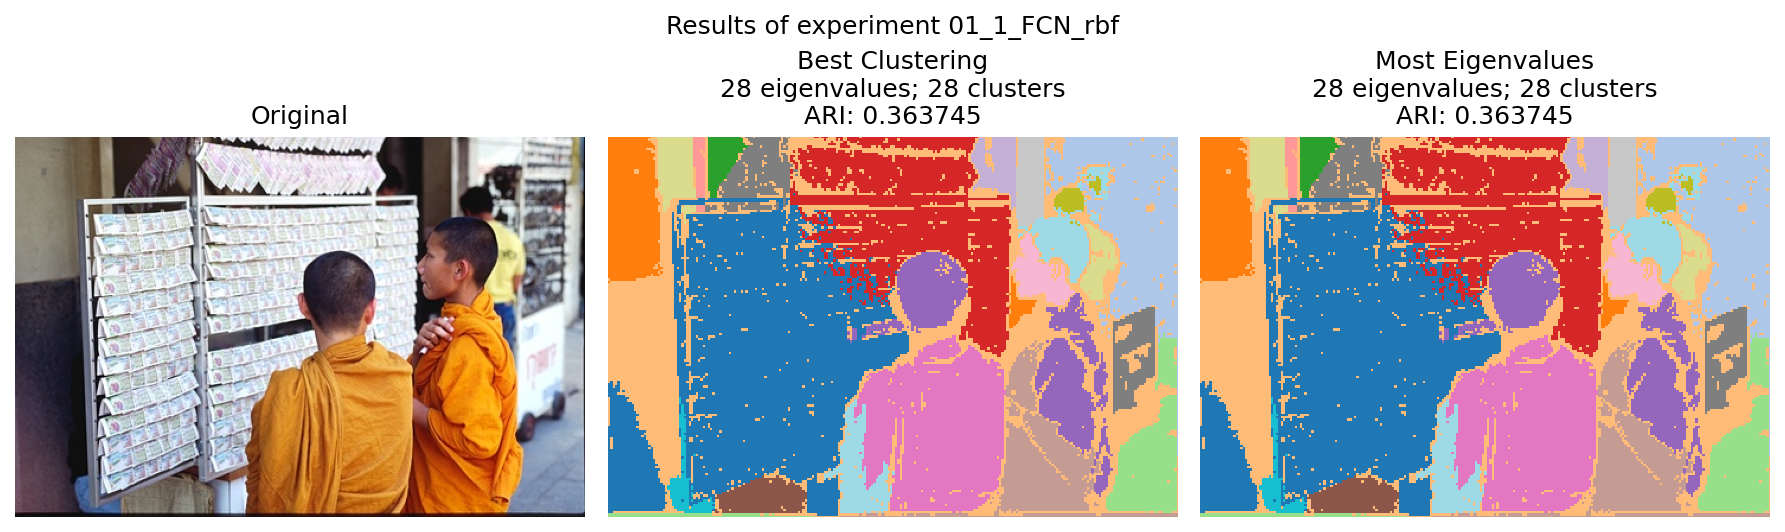 Results of experiment 01_1_FCN_rbf
Original
Best Clustering
28 eigenvalues; 28 clusters
ARI: 0.363745
Most Eigenvalues
28 eigenvalues; 28 clusters
ARI: 0.363745